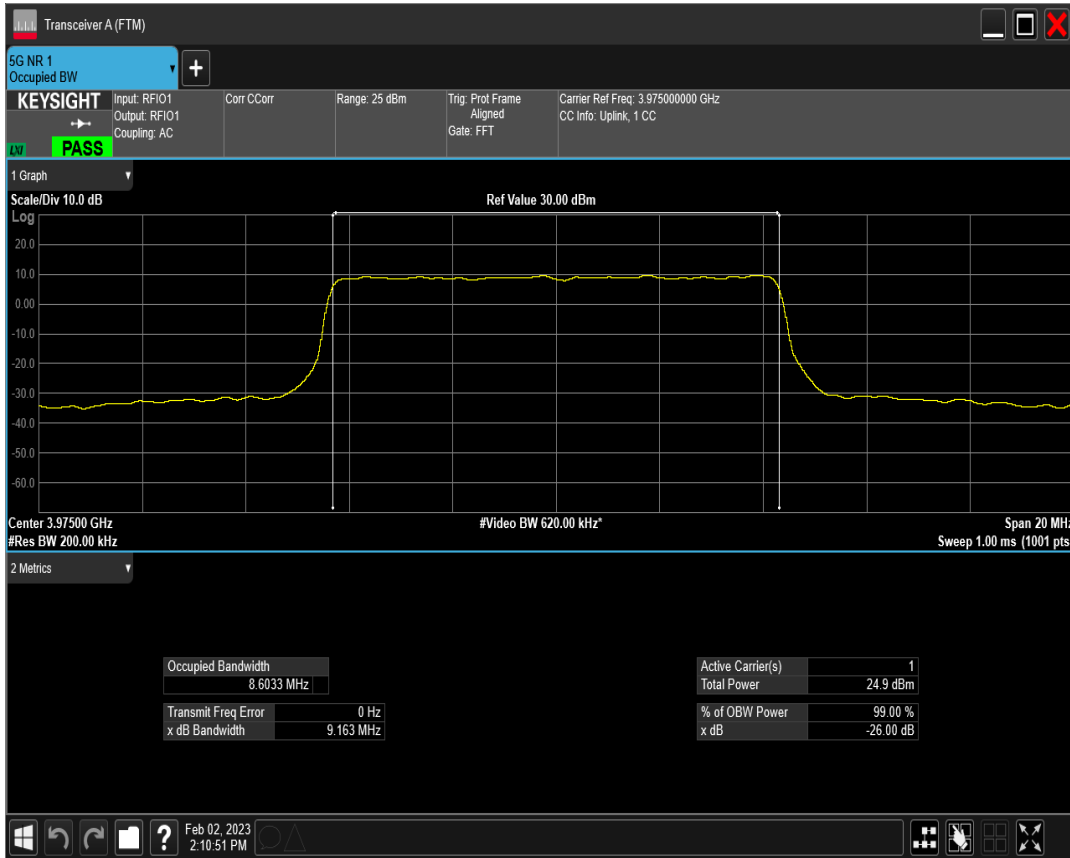 Transceiver A (FTM)
5G NR 1
Occupied BW
+
KEYSIGHT
LXI
PASS
Input: RFIO1
Output: RFIO1
Coupling: AC
Corr CCorr
Range: 25 dBm
Trig: Prot Frame
Aligned
Gate: FFT
Carrier Ref Freq: 3.975000000 GHz
CC Info: Uplink, 1 CC
1 Graph
Scale/Div 10.0 dB
Ref Value 30.00 dBm
Log
20.0
10.0
0.00
-10.0
-20.0
-30.0
-40.0
-50.0
-60.0
Center 3.97500 GHz
#Video BW 620.00 kHz*
Span 20 MHz
#Res BW 200.00 kHz
Sweep 1.00 ms (1001 pts
2 Metrics
Occupied Bandwidth
8.6033 MHz
Transmit Freq Error 0 Hz
x dB Bandwidth 9.163 MHz
Active Carrier(s) 1
Total Power 24.9 dBm
% of OBW Power 99.00 %
x dB -26.00 dB
?
Feb 02, 2023
2:10:51 PM